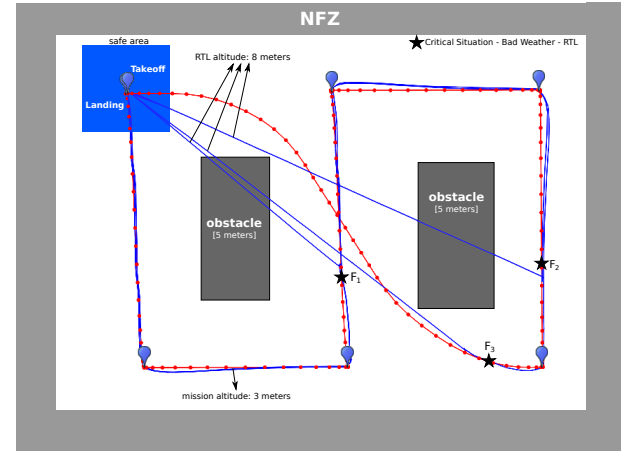 NFZ
safe area
Critical Situation - Bad Weather - RTL
RTL altitude: 8 meters
Takeoff
Landing
obstacle
[5 meters]
obstacle
[5 meters]
F1
F2
F3
mission altitude: 3 meters